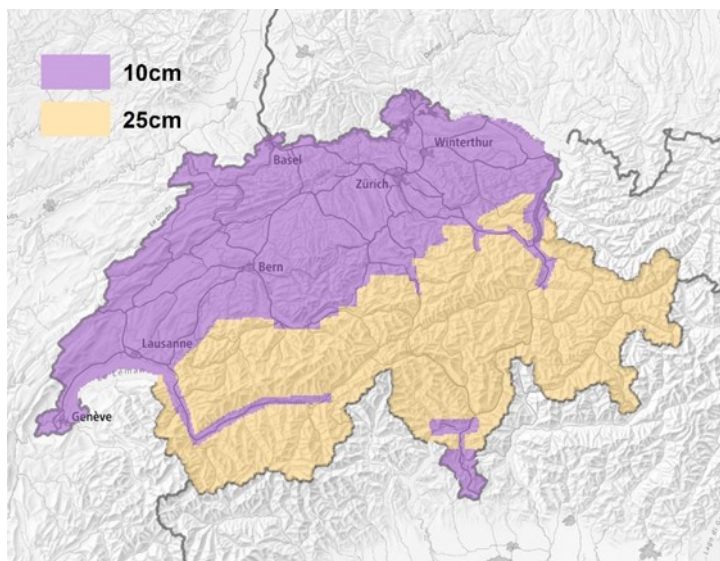 10cm
25cm
Basel
Winterthur
Zürich
Bern
Lausanne
Genève